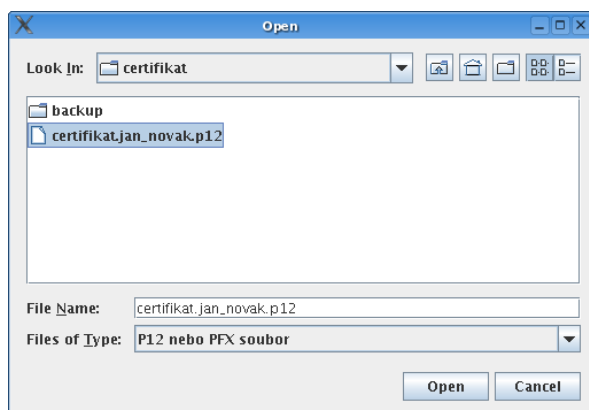 Open
Look In: certifikat
backup
certifikat.jan_novak.p12
File Name: certifikat.jan_novak.p12
Files of Type: P12 nebo PFX soubor
Open Cancel